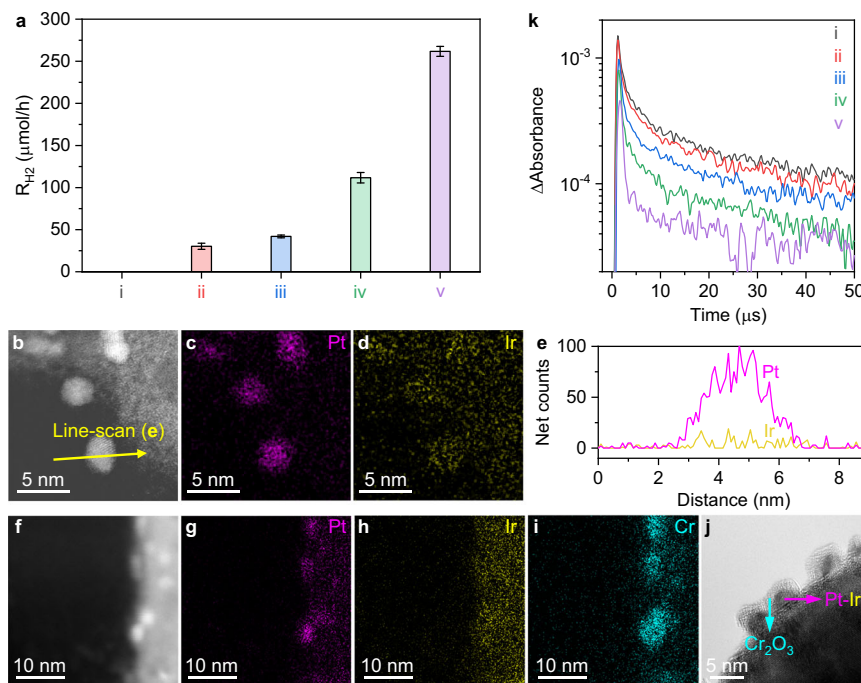 a
R_H2 (μmol/h)
300
250
200
150
100
50
0
i ii iii iv v
k
ΔAbsorbance
10⁻³
10⁻⁴
i
ii
iii
iv
v
0 10 20 30 40 50
Time (μs)
b
Line-scan (e)
5 nm
c Pt
5 nm
d Ir
5 nm
e
Net counts
100
50
0
Pt
Ir
0 2 4 6 8
Distance (nm)
f
10 nm
g Pt
10 nm
h Ir
10 nm
i Cr
10 nm
j
Pt-Ir
Cr₂O₃
5 nm